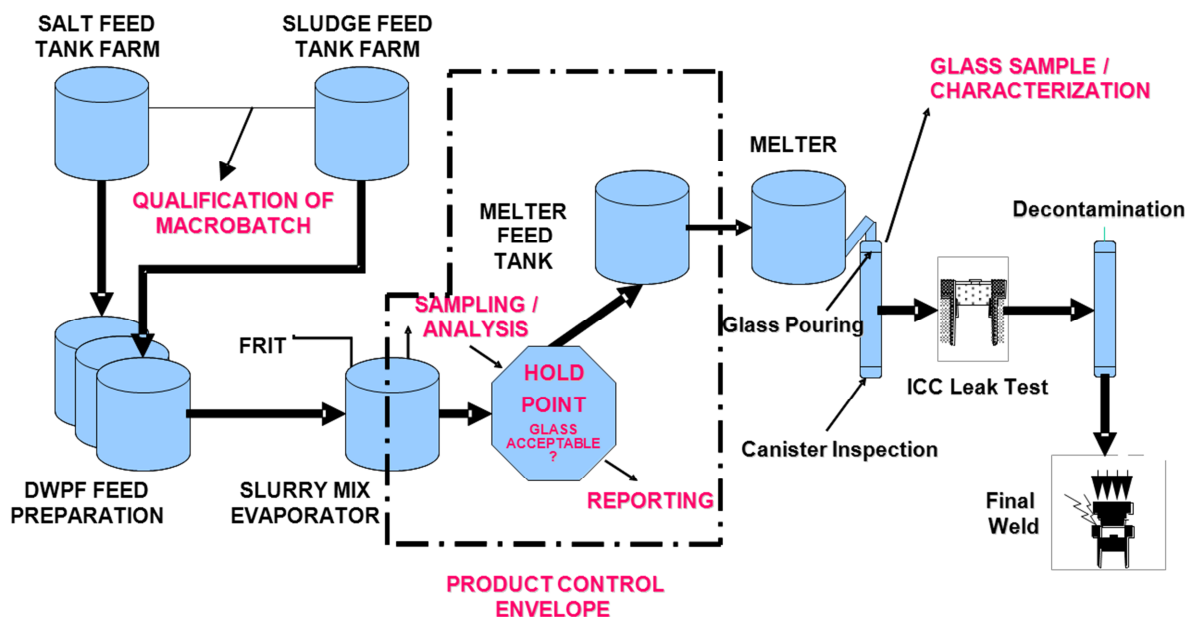 SALT FEED
TANK FARM
SLUDGE FEED
TANK FARM
GLASS SAMPLE /
CHARACTERIZATION
MELTER
QUALIFICATION OF
MACROBATCH
MELTER
FEED
TANK
Decontamination
SAMPLING /
ANALYSIS
FRIT
Glass Pouring
HOLD
POINT
GLASS
ACCEPTABLE
?
ICC Leak Test
Canister Inspection
DWPF FEED
PREPARATION
SLURRY MIX
EVAPORATOR
REPORTING
Final
Weld
PRODUCT CONTROL
ENVELOPE